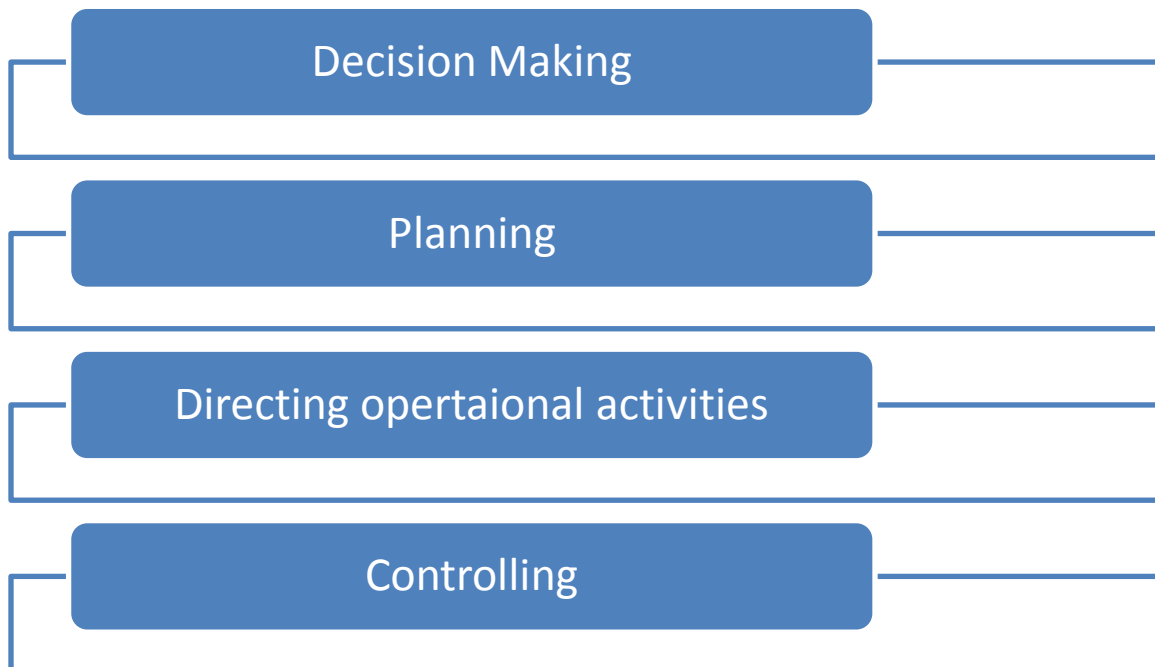 Decision Making
Planning
Directing opertaional activities
Controlling